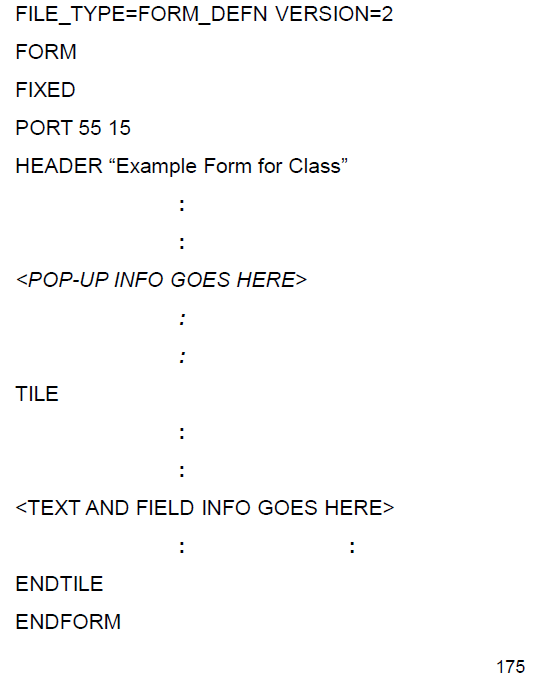 FILE_TYPE=FORM_DEFN VERSION=2
FORM
FIXED
PORT 55 15
HEADER “Example Form for Class”
:
:
<POP-UP INFO GOES HERE>
:
:
TILE
:
:
<TEXT AND FIELD INFO GOES HERE>
: :
ENDTILE
ENDFORM
175